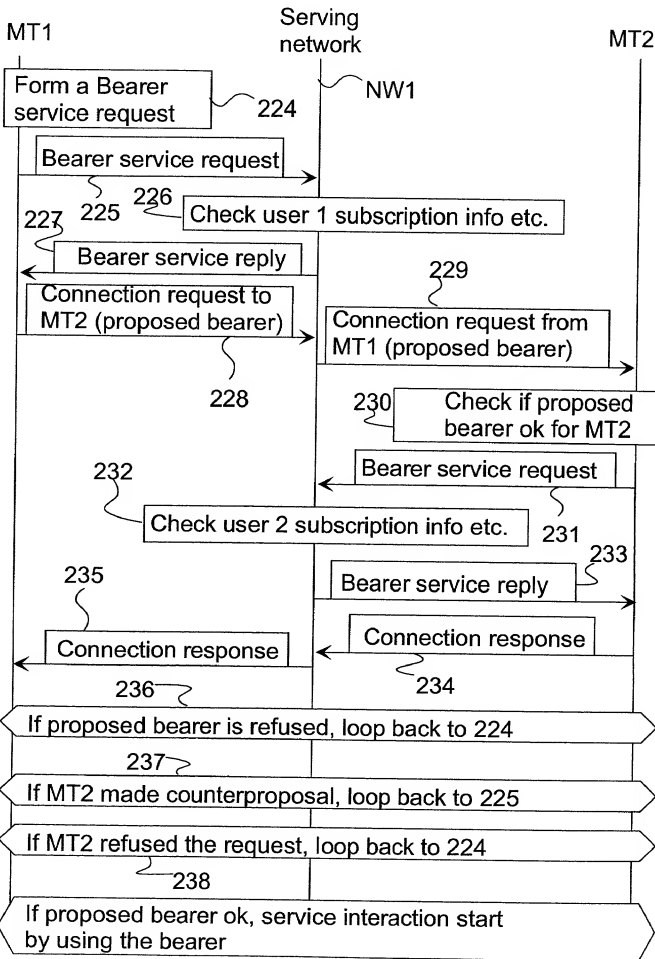 MT1
Serving
network
MT2
NW1
Form a Bearer
service request
224
Bearer service request
225
226
Check user 1 subscription info etc.
227
Bearer service reply
Connection request to
MT2 (proposed bearer)
228
229
Connection request from
MT1 (proposed bearer)
230
Check if proposed
bearer ok for MT2
Bearer service request
231
232
Check user 2 subscription info etc.
233
Bearer service reply
Connection response
234
235
Connection response
236
If proposed bearer is refused, loop back to 224
237
If MT2 made counterproposal, loop back to 225
If MT2 refused the request, loop back to 224
238
If proposed bearer ok, service interaction start
by using the bearer